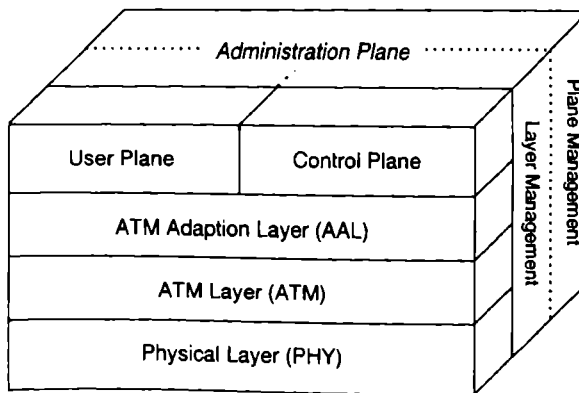 Administration Plane
User Plane
Control Plane
Layer Management
Plane Management
ATM Adaption Layer (AAL)
ATM Layer (ATM)
Physical Layer (PHY)